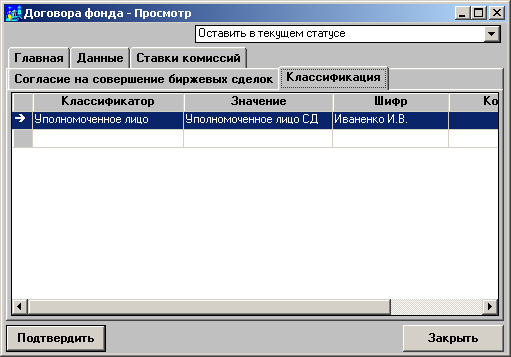 Договора фонда - Просмотр
Оставить в текущем статусе
Главная Данные Ставки комиссий
Согласие на совершение биржевых сделок Классификация
Классификатор Значение Шифр Ко
Уполномоченное лицо Уполномоченное лицо СД Иваненко И.В.
Подтвердить Закрыть